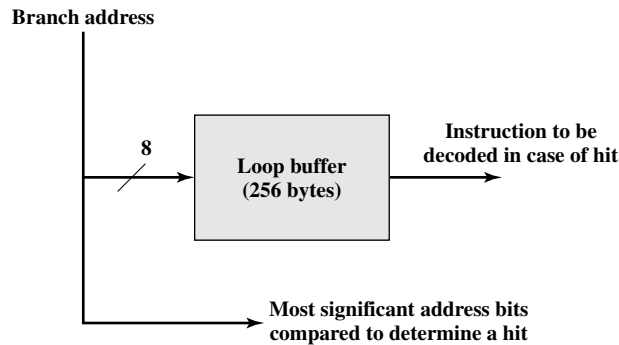 Branch address
8
Loop buffer
(256 bytes)
Instruction to be
decoded in case of hit
Most significant address bits
compared to determine a hit